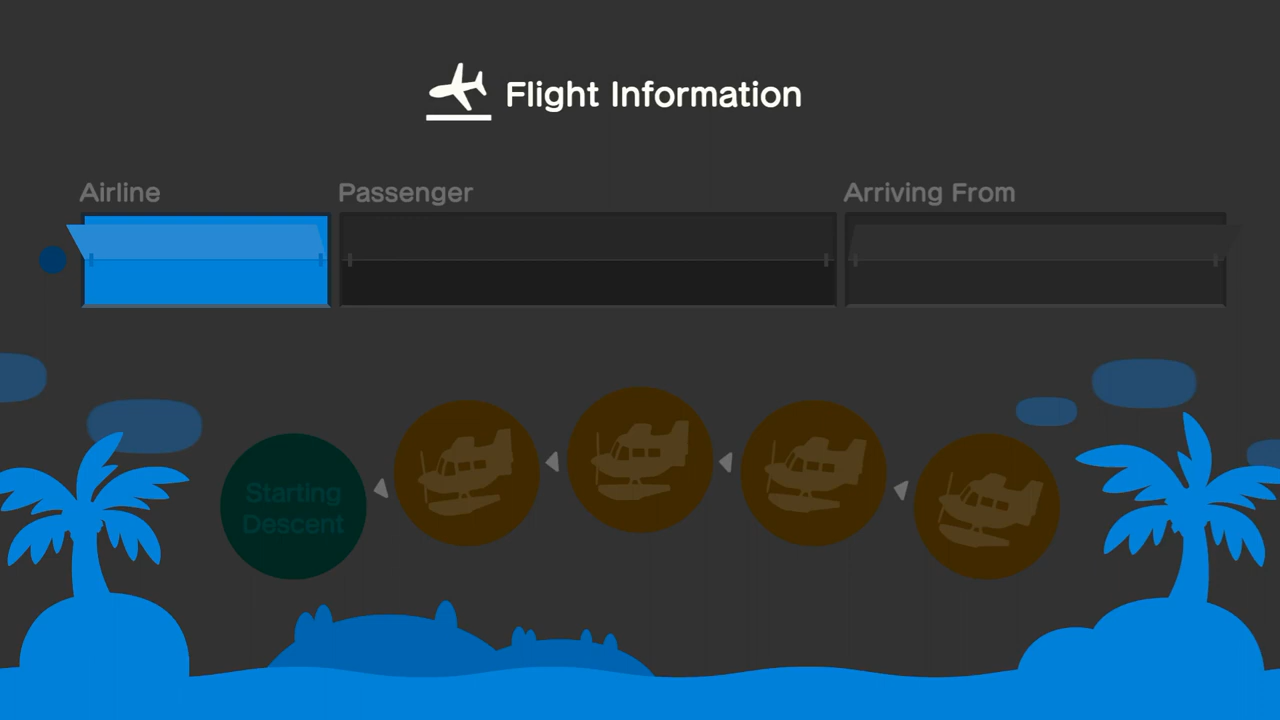 Flight Information
Airline
Passenger
Arriving From
Starting
Descent